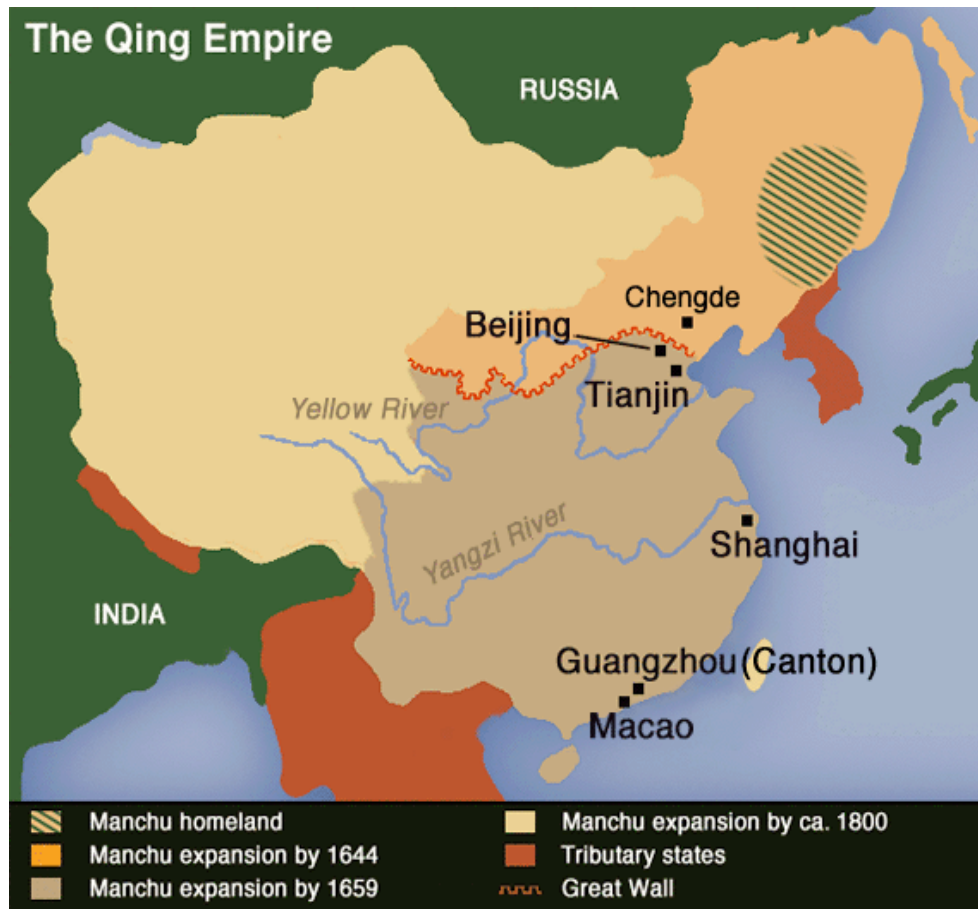 The Qing Empire
RUSSIA
Chengde
Beijing
Tianjin
Yellow River
Yangzi River
Shanghai
INDIA
Guangzhou (Canton)
Macao
Manchu homeland
Manchu expansion by 1644
Manchu expansion by 1659
Manchu expansion by ca. 1800
Tributary states
Great Wall